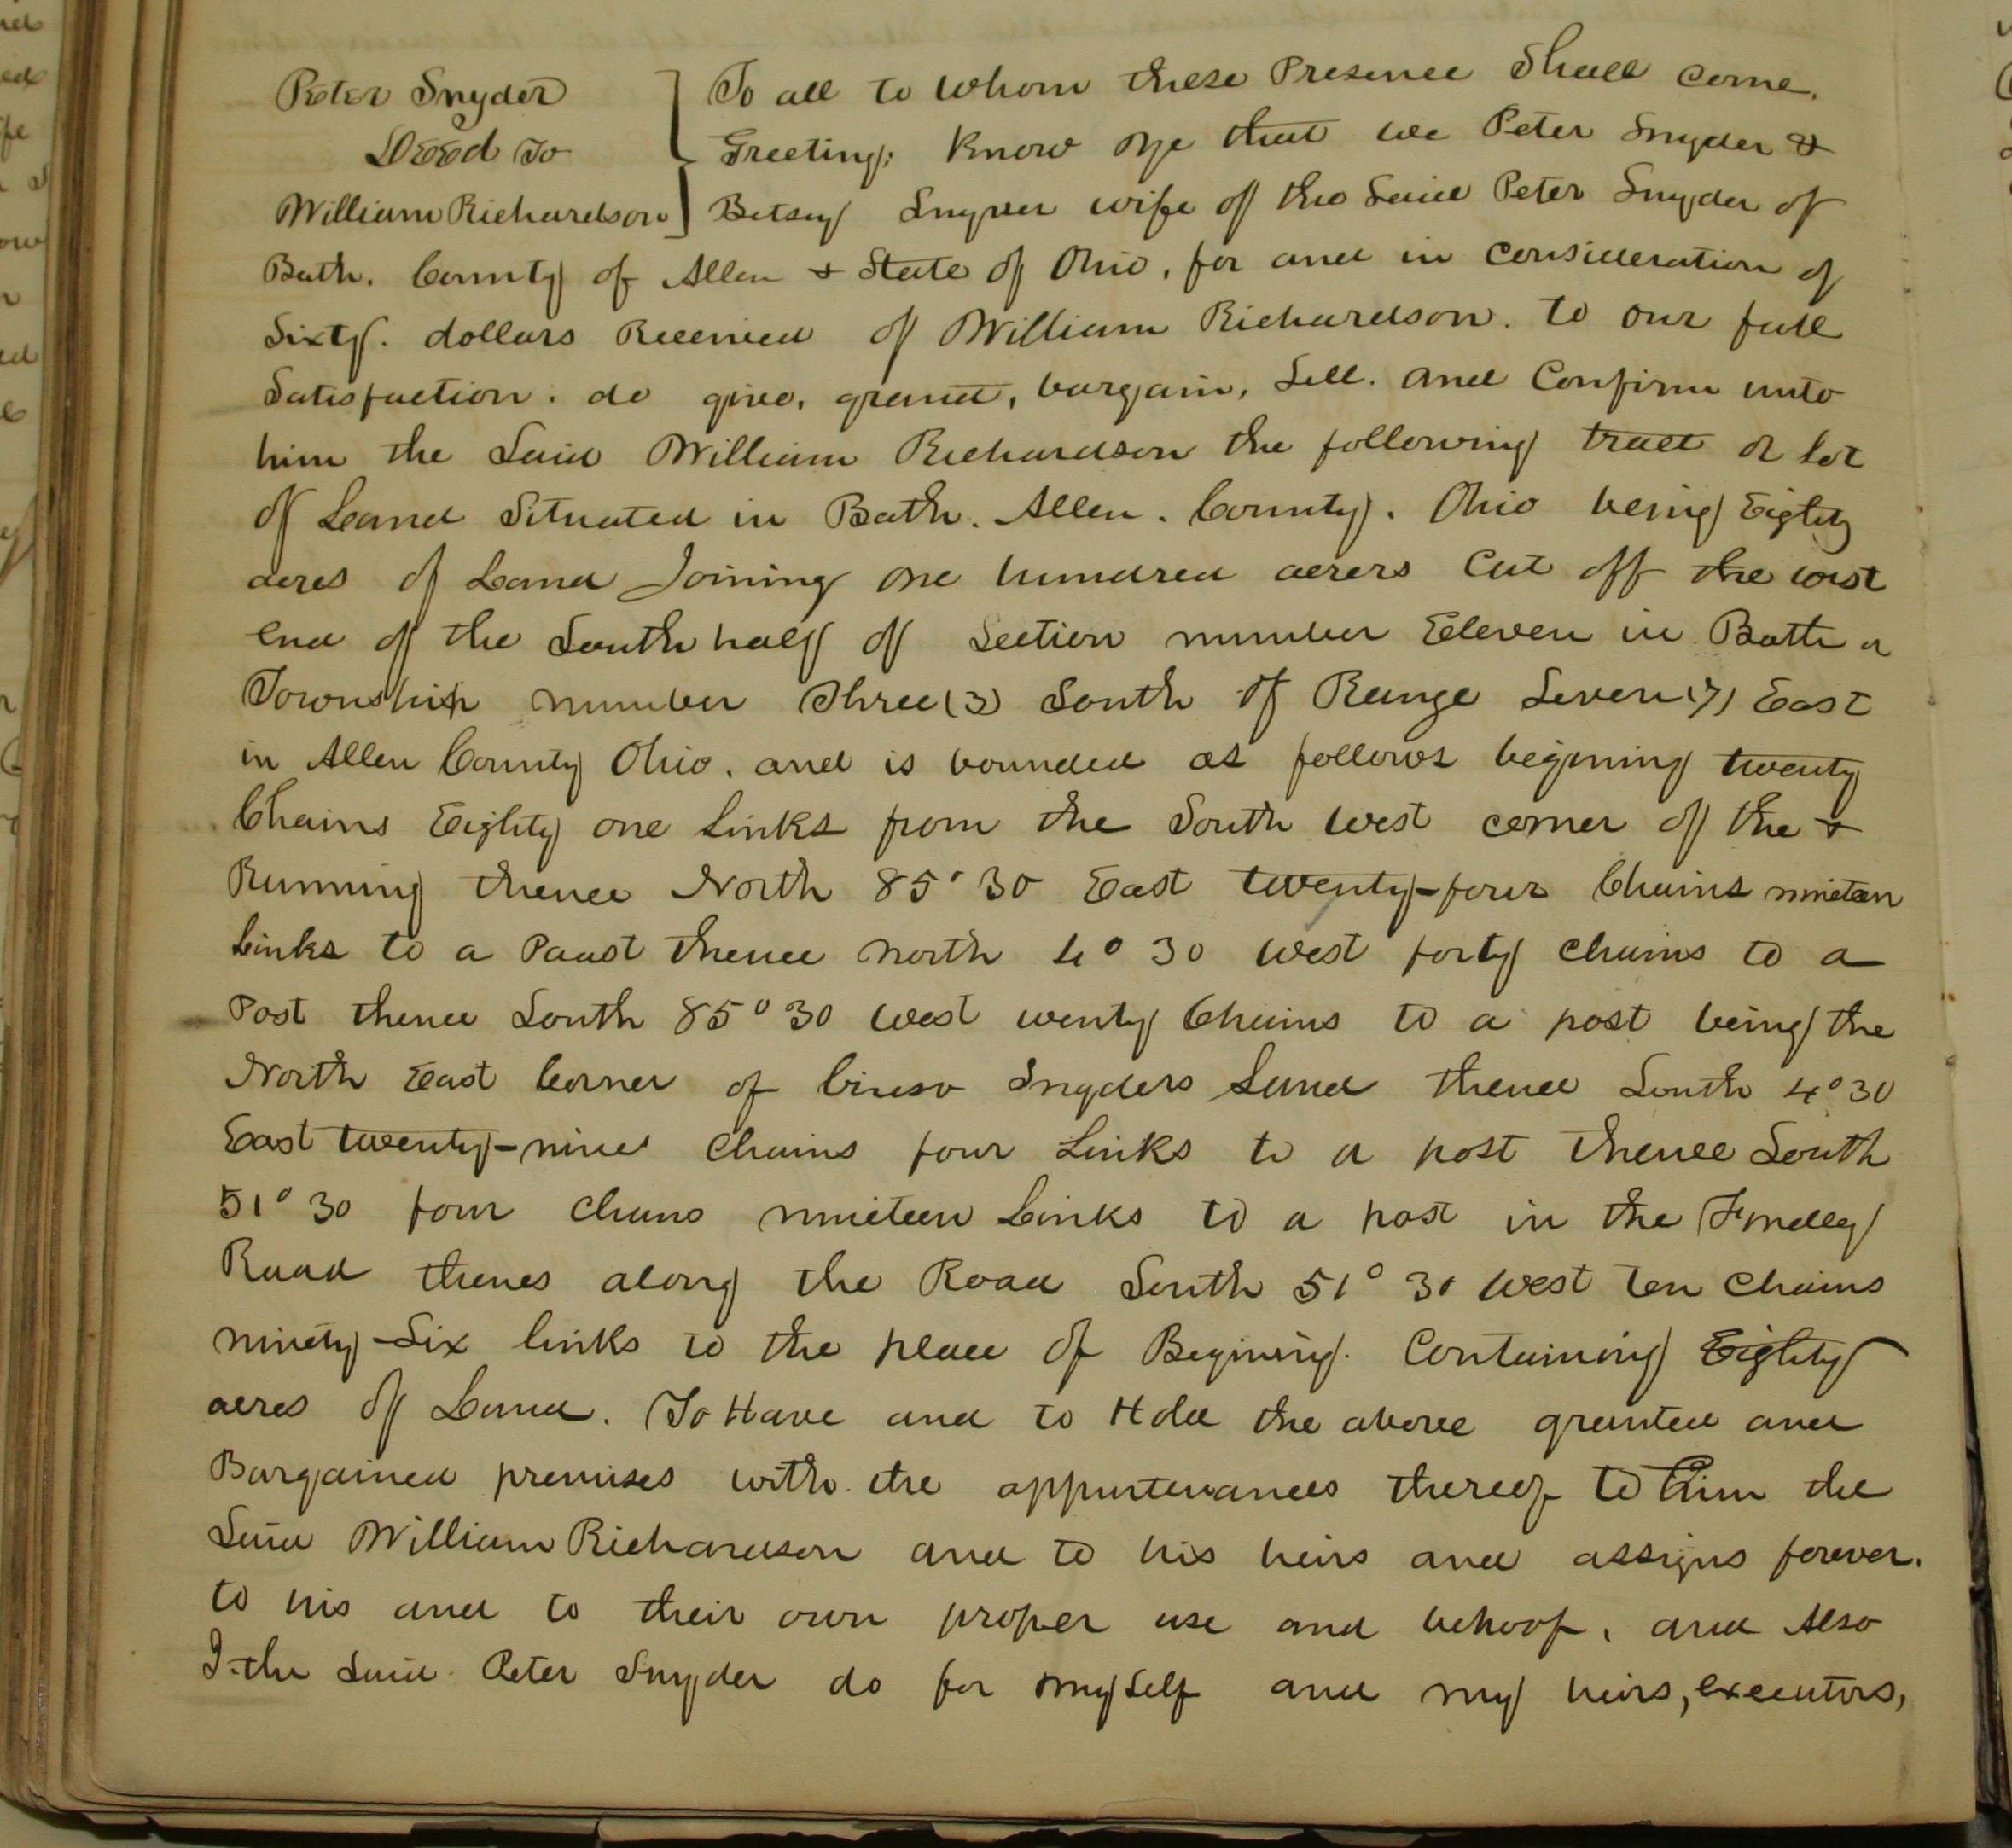 Peter Snyder
Deed To
William Richardson
To all to whom these Presence Shall come.
Greeting; Know ye that we Peter Snyder &
Betsey Snyder wife of the Said Peter Snyder of
Bath. County of Allen & State of Ohio, for and in consideration of
Sixty. dollars Received of William Richardson. to our full
Satisfaction. do give, grant, bargain, Sell. and Confirm unto
him the Said William Richardson the following tract or lot
of Land Situated in Bath. Allen. County. Ohio being Eighty
acres of Land Joining one hundred acrers Cut off the west
End of the South half of Section number Eleven in Bath
Township number Three (3) South of Range Seven (7) East
in Allen County Ohio. and is bounded as follows begining twenty
Chains Eighty one Links from the South west corner of the &
Running thence North 85° 30 East twenty-four Chains nineteen
Links to a Paust thence north 4° 30 west forty chains to a
Post thence South 85° 30 west wenty Chains to a post being the
North East Corner of Snyders Land thence South 4° 30
East twenty-nine Chains four Links to a post thence South
51° 30 four chans nineteen Links to a post in the
Road thenes along the Road South 51° 30 west ten chains
ninety-Six links to the place of Begining. Containing Eighty
acres of Land. To Have and to Hold the above granted and
Bargained premises with the appurtenances thereof to him the
Said William Richardson and to his heirs and assigns forever.
to his and to their own proper use and behoof, and Also
I the Said Peter Snyder do for myself and my heirs, executors,